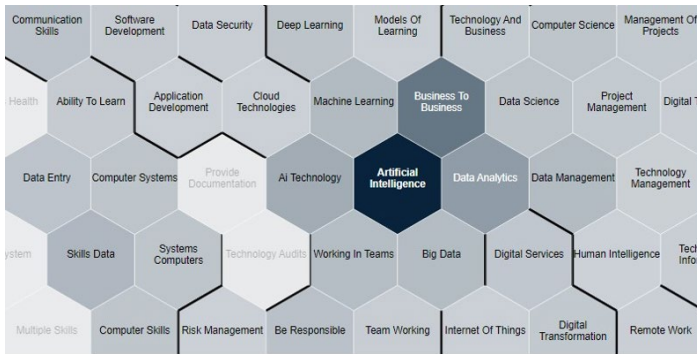 Communication
Skills
Software
Development
Data Security
Deep Learning
Models Of
Learning
Technology And
Business
Computer Science
Management Of
Projects
Health
Ability To Learn
Application
Development
Cloud
Technologies
Machine Learning
Business To
Business
Data Science
Project
Management
Digital T
Data Entry
Computer Systems
Provide
Documentation
Ai Technology
Artificial
Intelligence
Data Analytics
Data Management
Technology
Management
ystem
Skills Data
Systems
Computers
Technology Audits
Working In Teams
Big Data
Digital Services
Human Intelligence
Tech
Infor
Multiple Skills
Computer Skills
Risk Management
Be Responsible
Team Working
Internet Of Things
Digital
Transformation
Remote Work